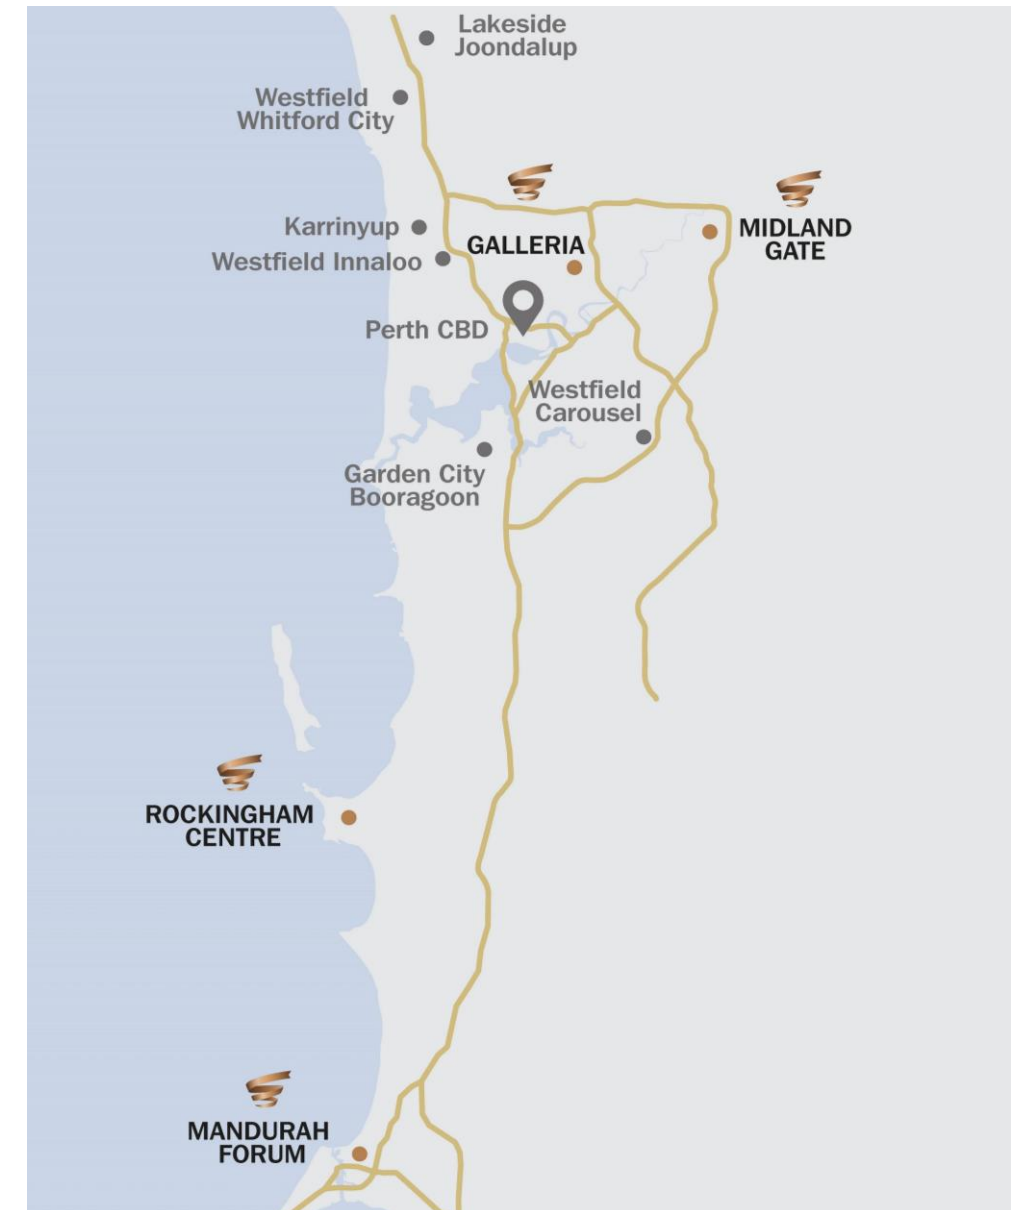 Lakeside
Joondalup
Westfield
Whitford City
Karrinyup
Westfield Innaloo
GALLERIA
MIDLAND
GATE
Perth CBD
Westfield
Carousel
Garden City
Booragoon
ROCKINGHAM
CENTRE
MANDURAH
FORUM